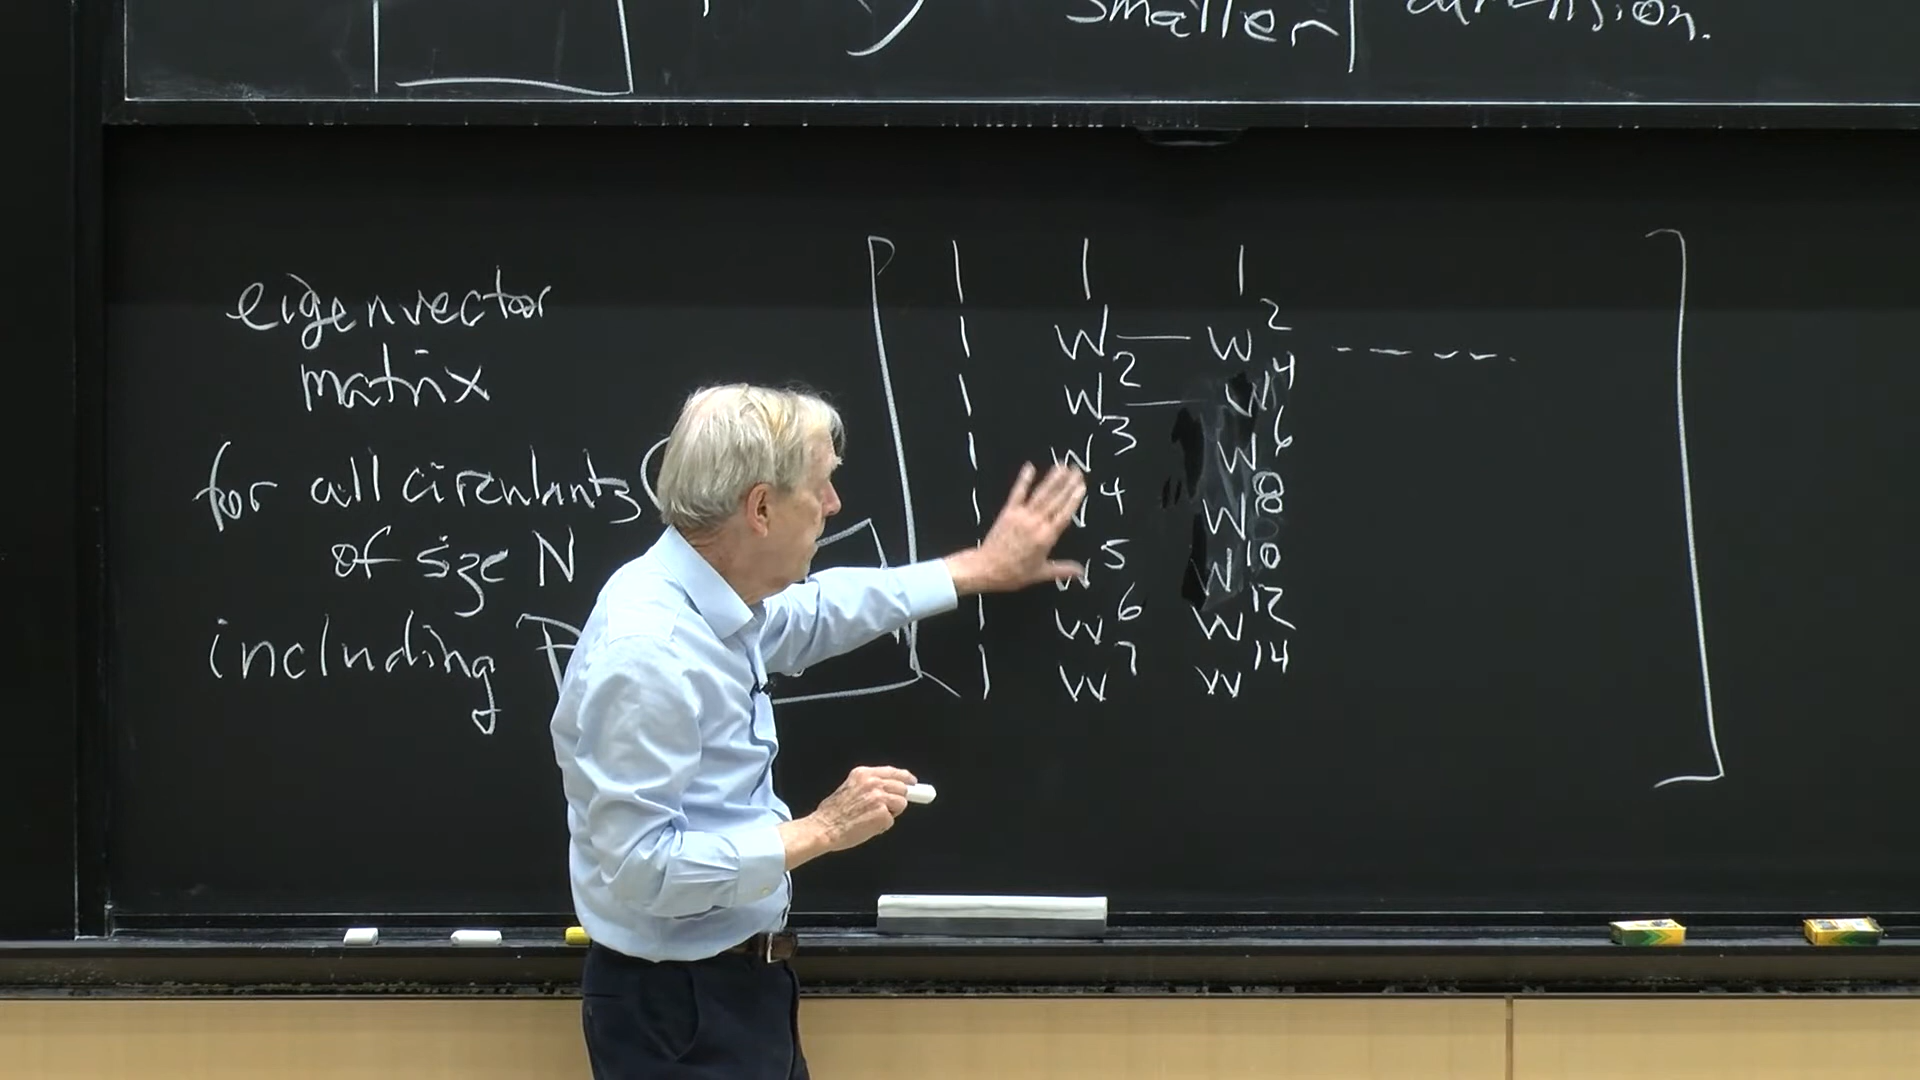 smaller dimension.
eigenvector
matrix
for all circulants
of size N
including P
1 1 1
1 w — w² - - - -
1 w² — w⁴
1 w³ w⁶
1 w⁴ w⁸
1 w⁵ w¹⁰
1 w⁶ w¹²
1 w⁷ w¹⁴